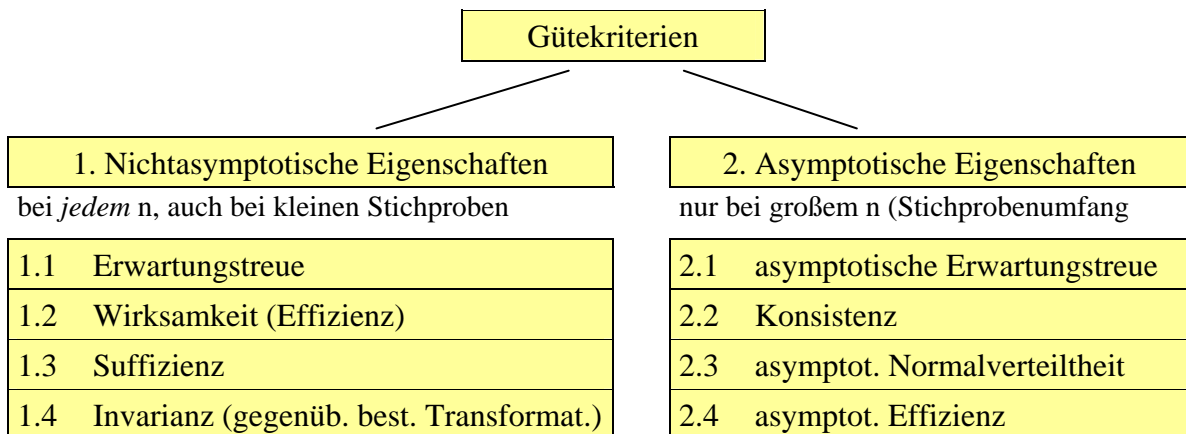 Gütekriterien
1. Nichtasymptotische Eigenschaften
bei jedem n, auch bei kleinen Stichproben
1.1 Erwartungstreue
1.2 Wirksamkeit (Effizienz)
1.3 Suffizienz
1.4 Invarianz (gegenüb. best. Transformat.)
2. Asymptotische Eigenschaften
nur bei großem n (Stichprobenumfang
2.1 asymptotische Erwartungstreue
2.2 Konsistenz
2.3 asymptot. Normalverteiltheit
2.4 asymptot. Effizienz